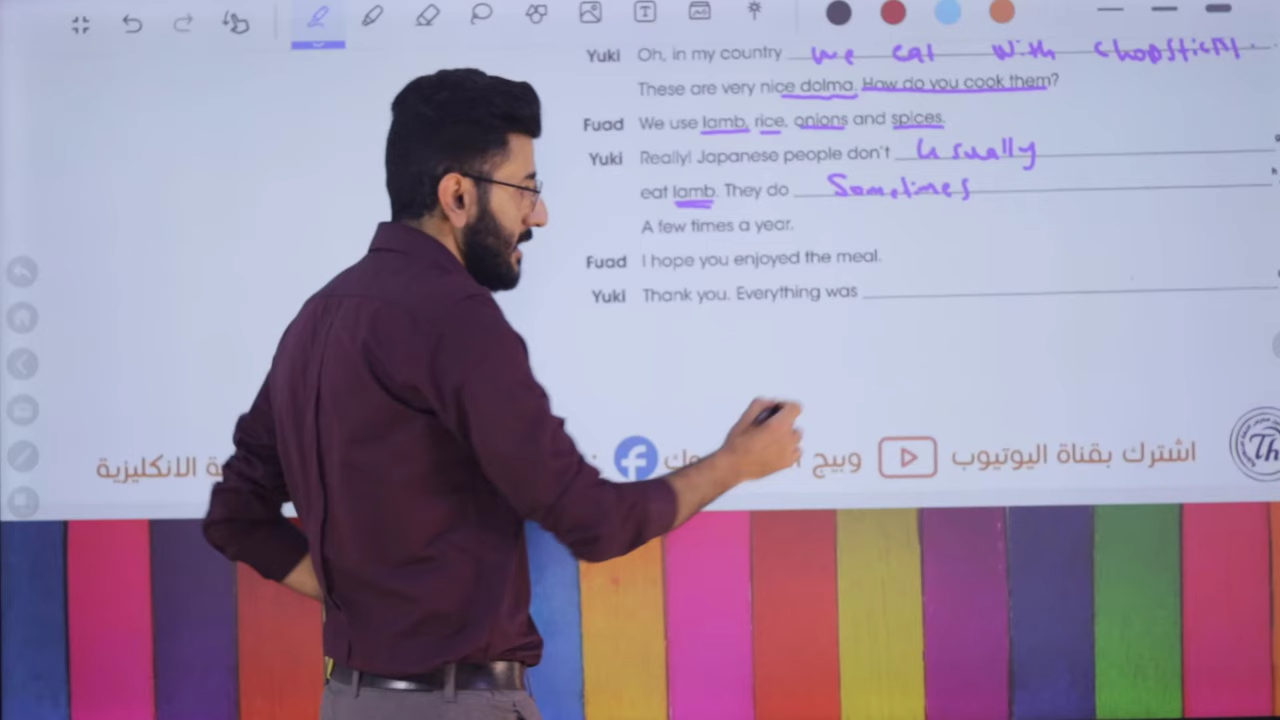 Yuki Oh, in my country we eat with chopsticks.
These are very nice dolma. How do you cook them?
Fuad We use lamb, rice, onions and spices.
Yuki Really! Japanese people don't usually
eat lamb. They do Sometimes
A few times a year.
Fuad I hope you enjoyed the meal.
Yuki Thank you. Everything was
اشترك بقناة اليوتيوب وبيج
ة الانكليزية
Th